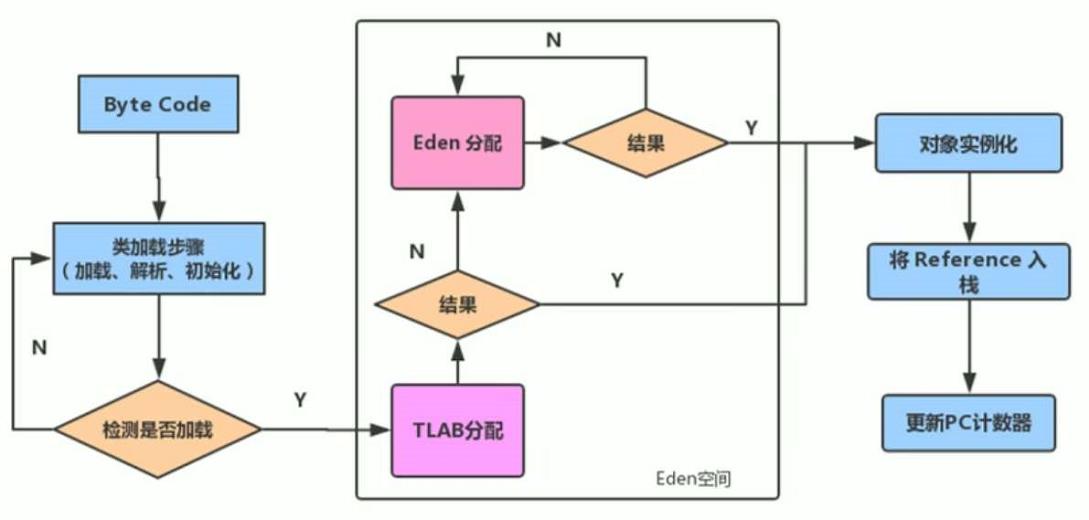 Byte Code
类加载步骤
（加载、解析、初始化）
N
检测是否加载
Y
N
Eden 分配
结果
Y
N
结果
Y
TLAB分配
Eden空间
对象实例化
将 Reference 入
栈
更新PC计数器